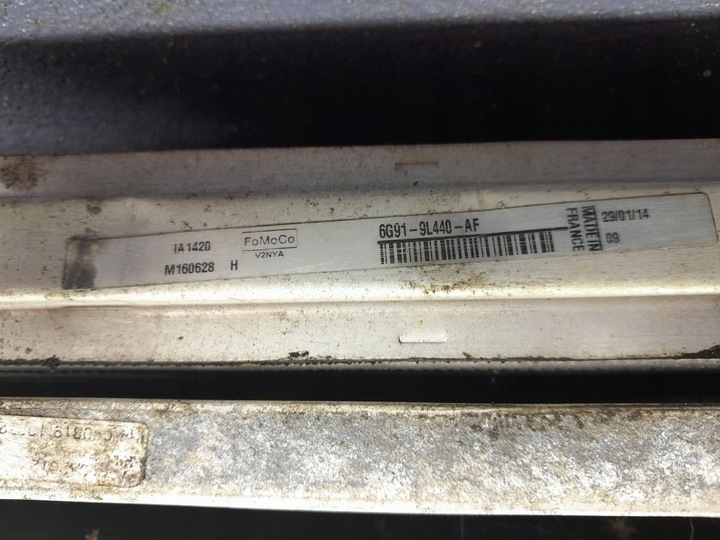 IA1420
M160628 H
FoMoCo
V2NYA
6G91-9L440-AF
MADE IN
FRANCE
29/01/14
09